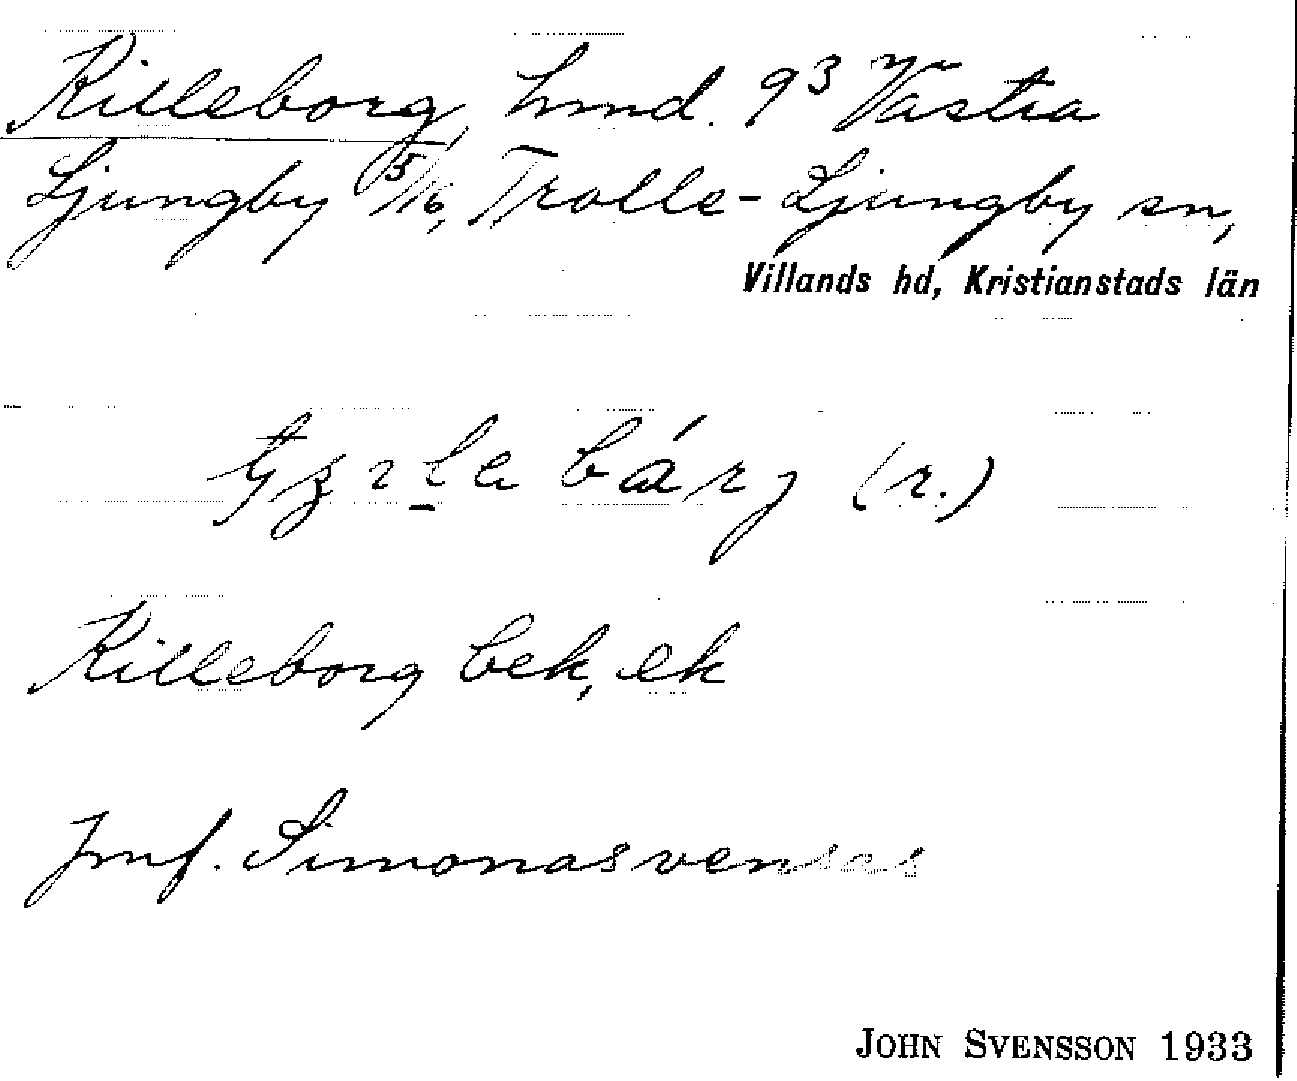 Killeborg, hmd. 9³ Västra
Ljungby 5/16, Trolle-Ljungby sn,
Villands hd, Kristianstads län
(r.)
Killeborg bek, ek
Jmf. Simonasvensas
JOHN SVENSSON 1933